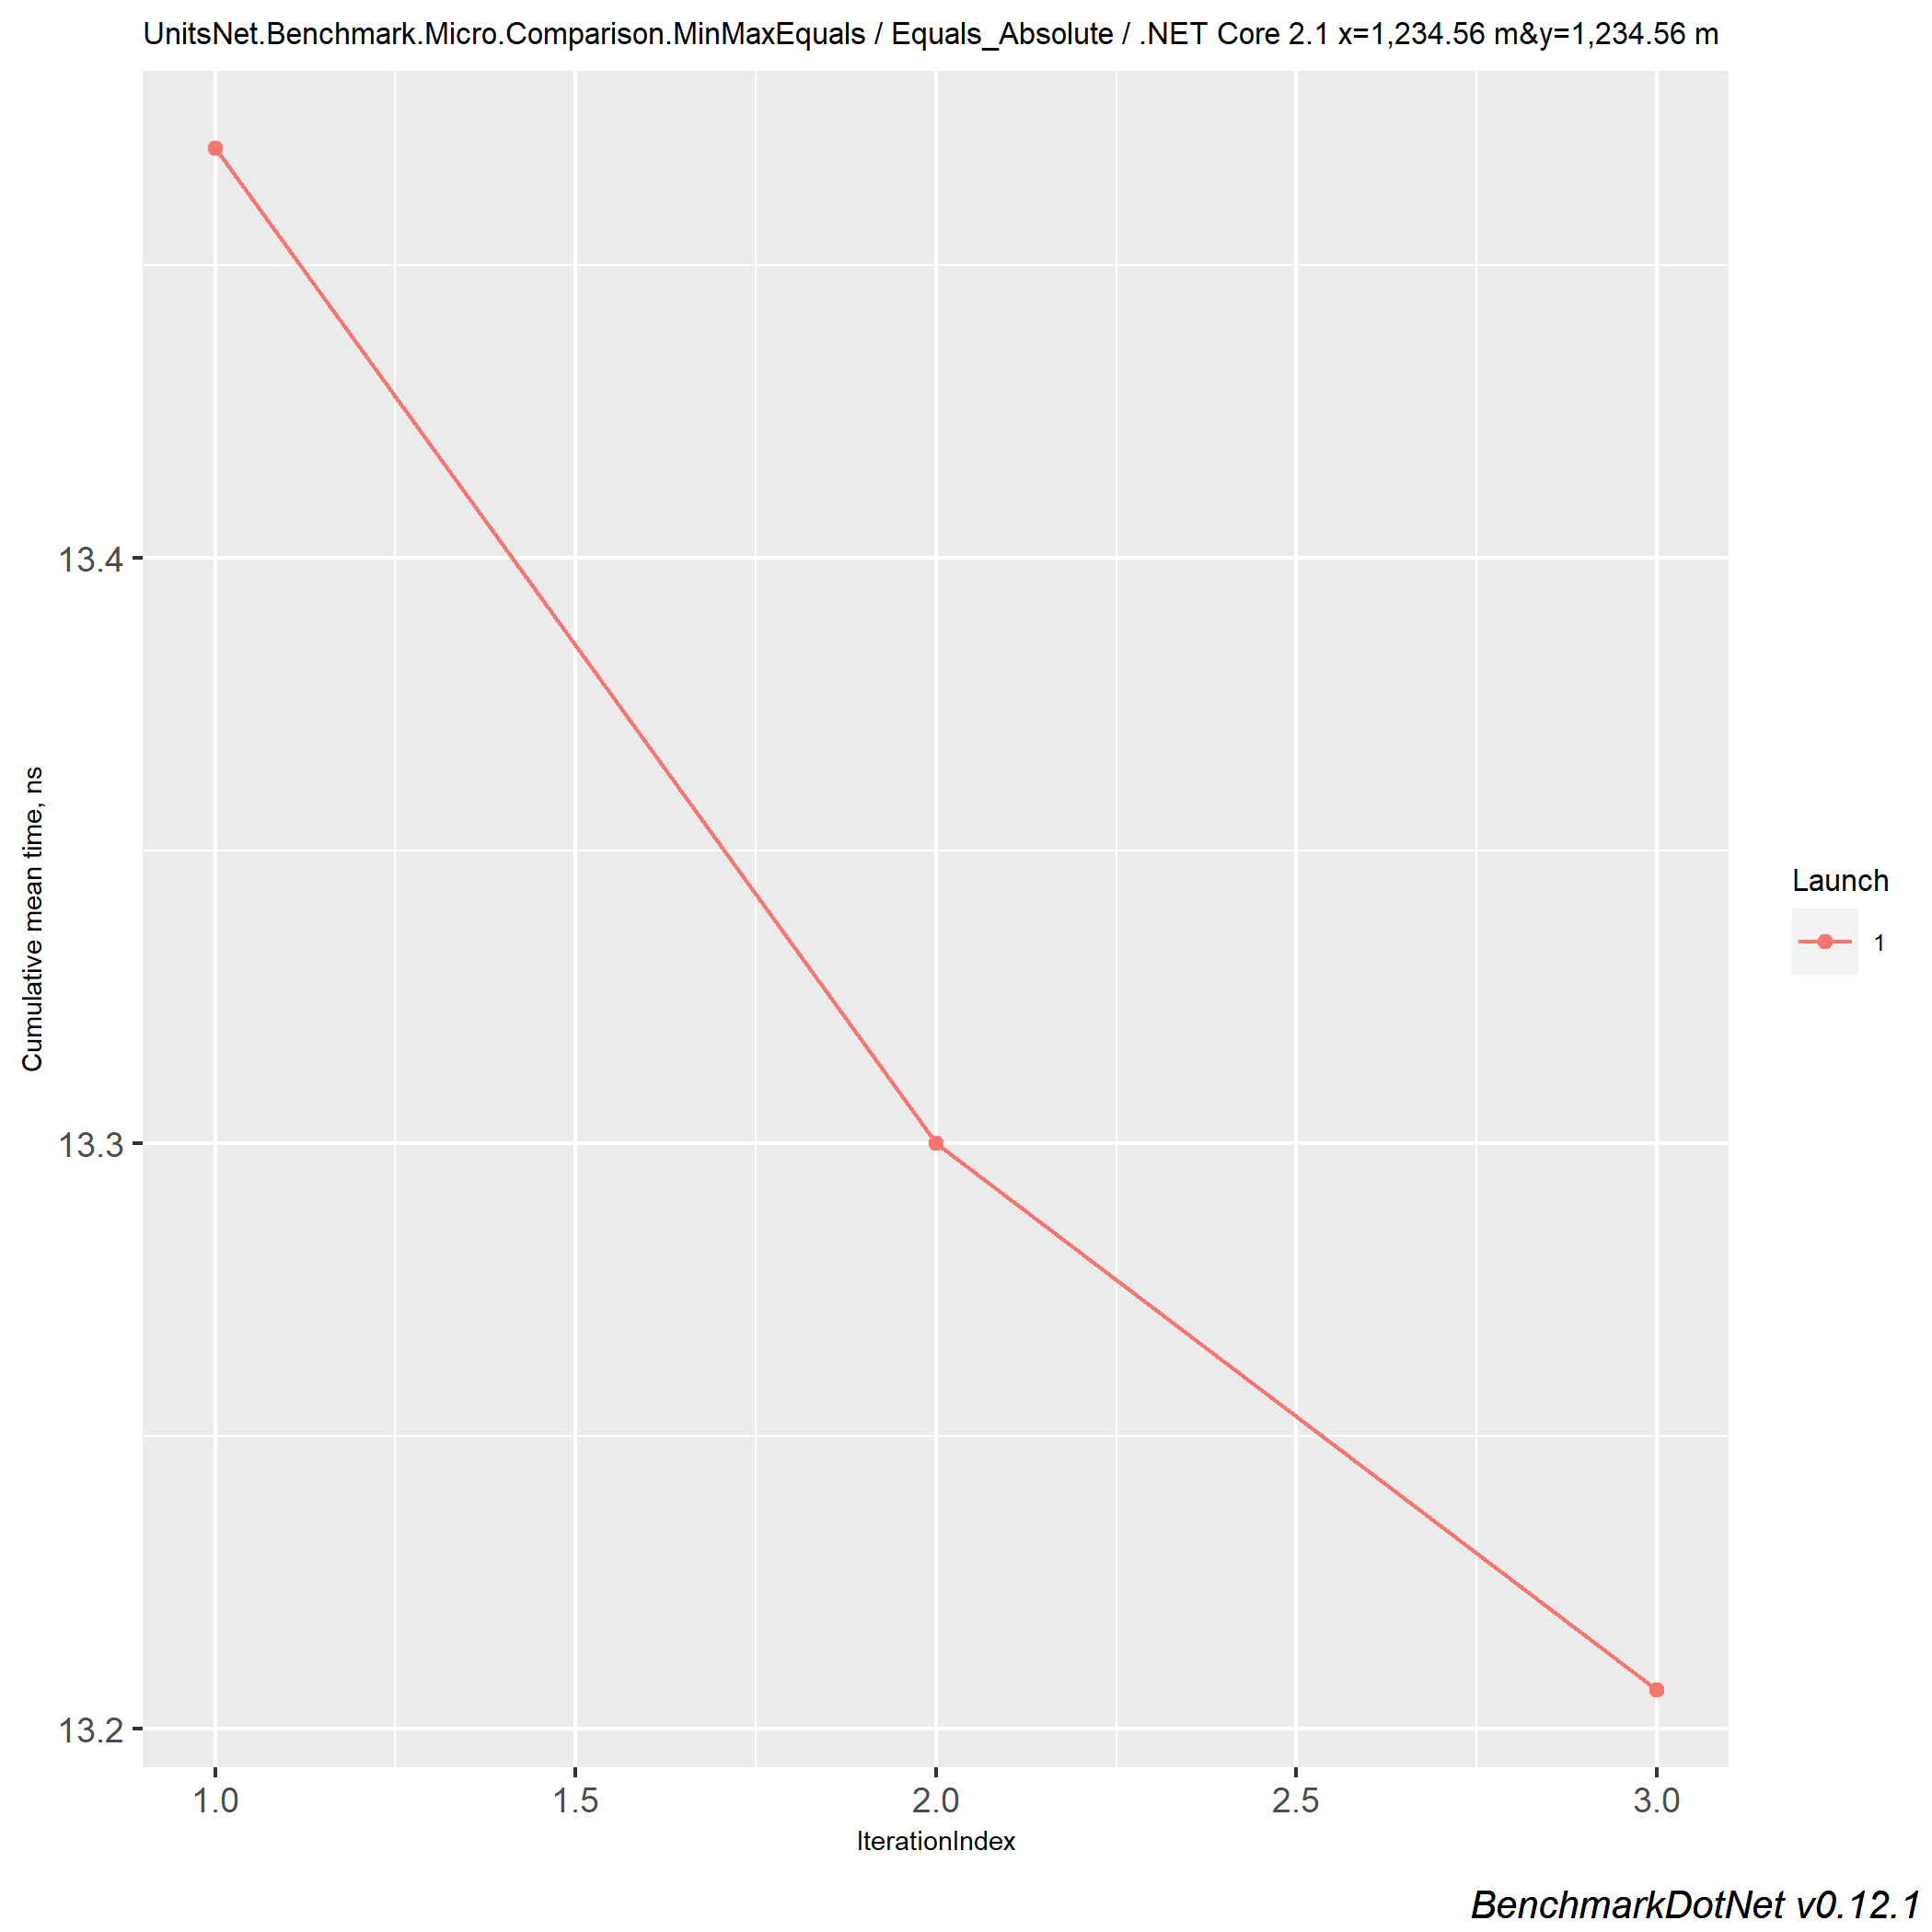 UnitsNet.Benchmark.Micro.Comparison.MinMaxEquals / Equals_Absolute / .NET Core 2.1 x=1,234.56 m&y=1,234.56 m
13.4
13.3
13.2
Cumulative mean time, ns
1.0 1.5 2.0 2.5 3.0
IterationIndex
Launch
1
BenchmarkDotNet v0.12.1